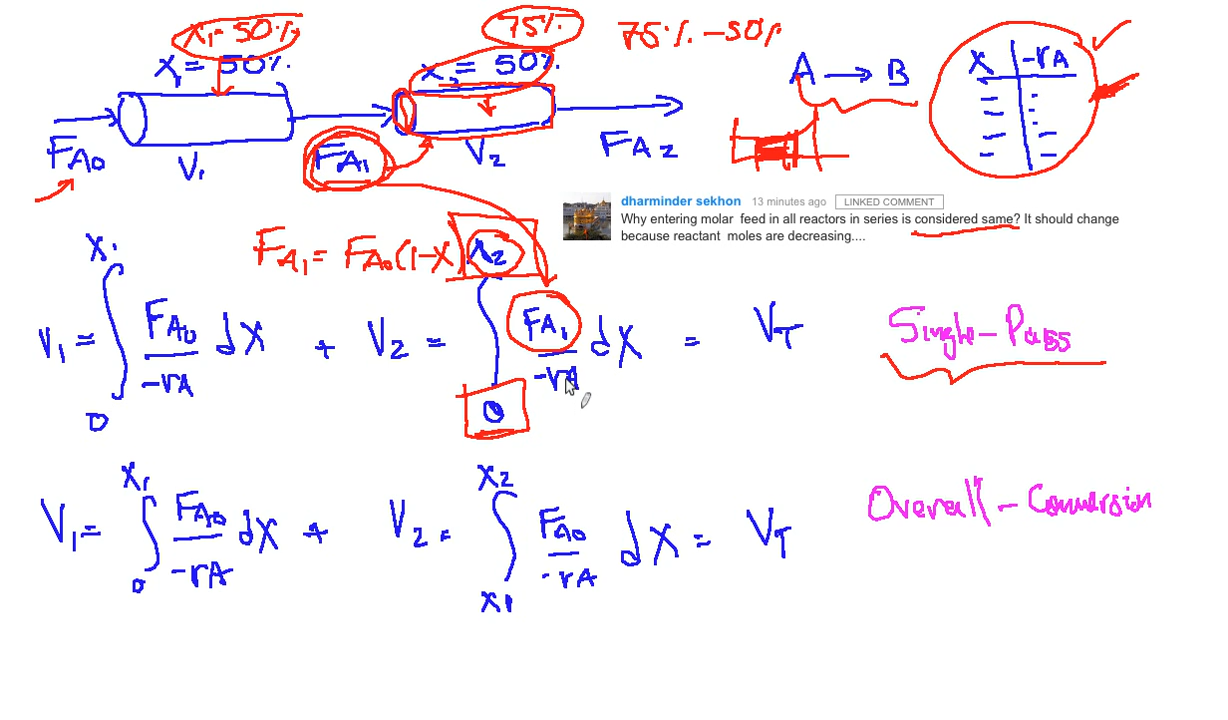 X1 = 50% 75% 75% - 50%
X1 = 50% X2 = 50% A → B X -rA
FA0 V1 FA1 V2 FA2
dharminder sekhon 13 minutes ago LINKED COMMENT
Why entering molar feed in all reactors in series is considered same? It should change
because reactant moles are decreasing....
FA1 = FA0(1-X)
V1 = ∫ 0 X1 FA0/-rA dX + V2 = ∫ 0 X2 FA1/-rA dX = VT Single-Pass
V1 = ∫ 0 X1 FA0/-rA dX + V2 = ∫ X1 X2 FA0/-rA dX = VT Overall-Conversion